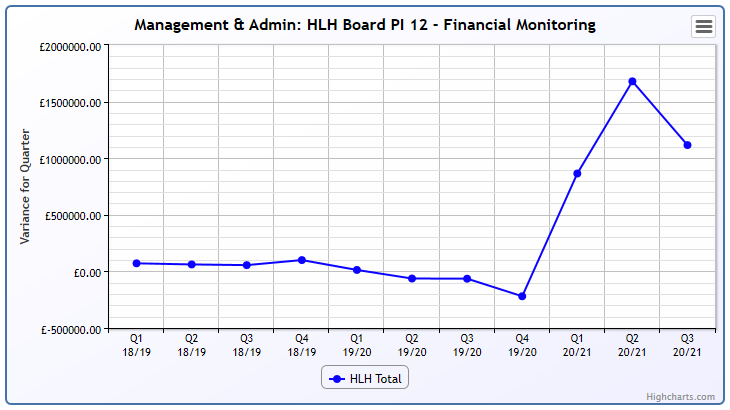 Management & Admin: HLH Board PI 12 - Financial Monitoring
Variance for Quarter
£2000000.00
£1500000.00
£1000000.00
£500000.00
£0.00
£-500000.00
Q1 Q2 Q3 Q4 Q1 Q2 Q3 Q4 Q1 Q2 Q3
18/19 18/19 18/19 18/19 19/20 19/20 19/20 19/20 20/21 20/21 20/21
HLH Total
Highcharts.com